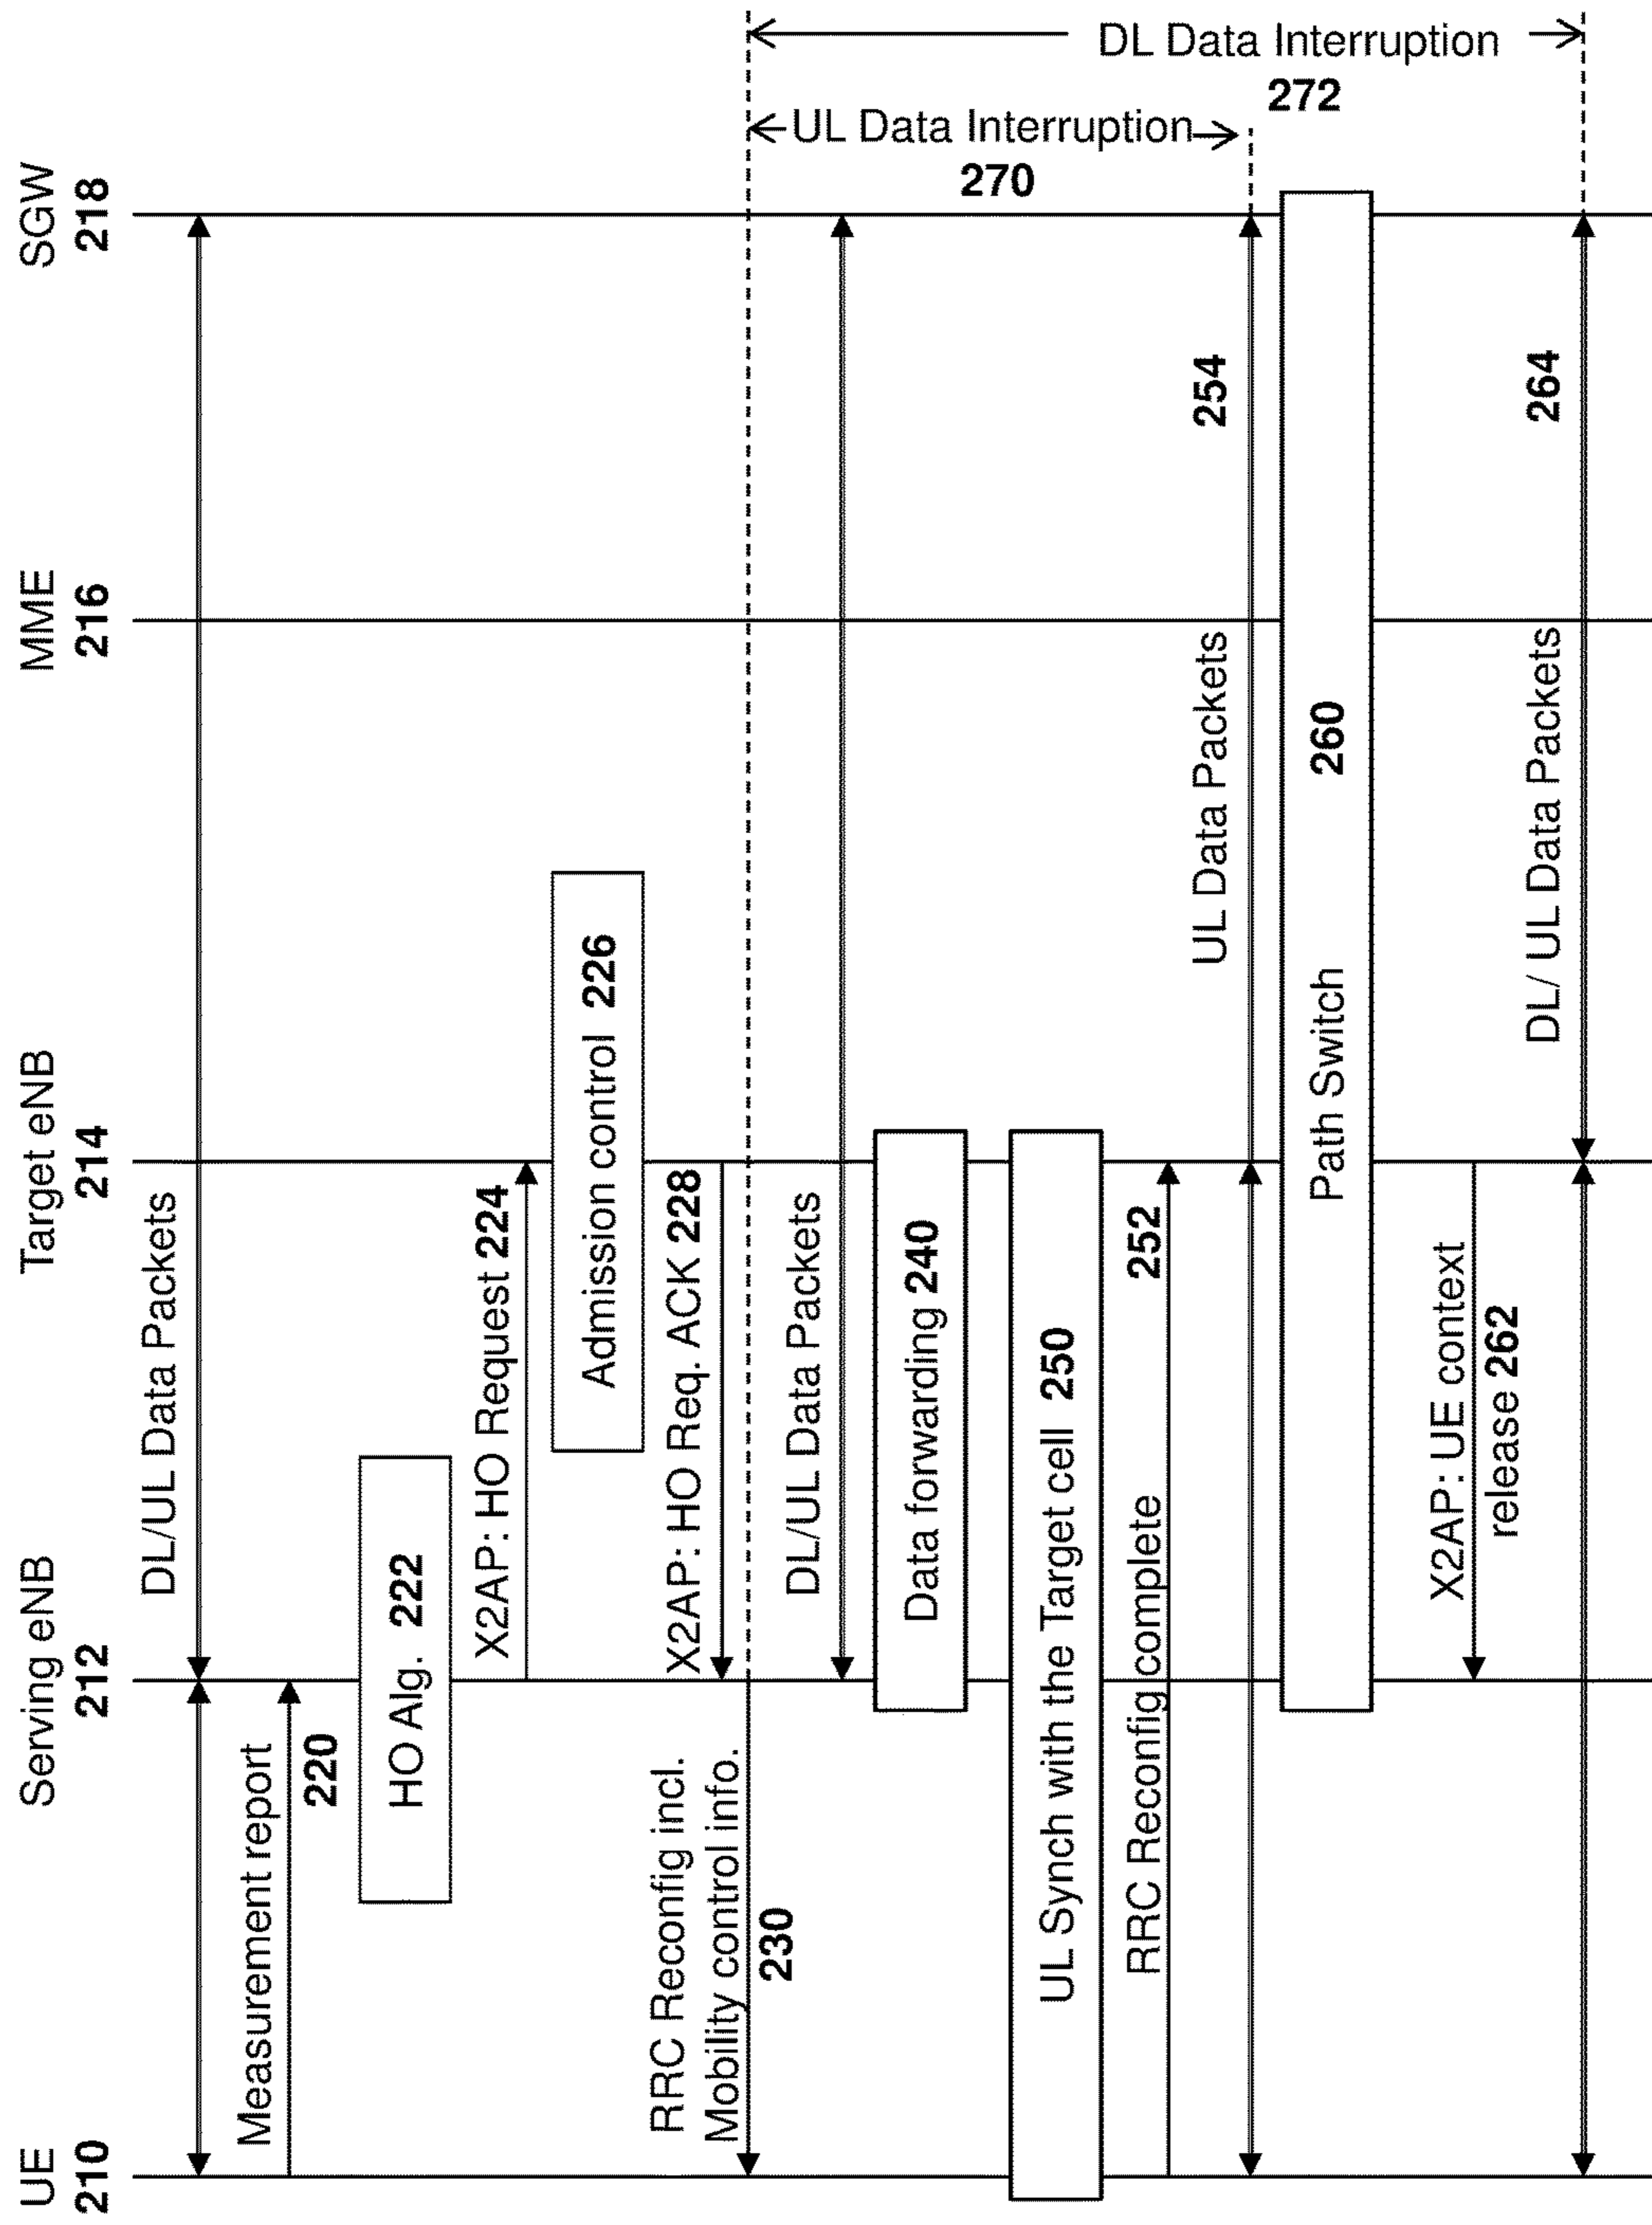 UE
210
Serving eNB
212
Target eNB
214
MME
216
SGW
218
DL/UL Data Packets
Measurement report
220
HO Alg. 222
X2AP: HO Request 224
Admission control 226
X2AP: HO Req. ACK 228
RRC Reconfig incl.
Mobility control info.
230
DL/UL Data Packets
Data forwarding 240
UL Synch with the Target cell 250
RRC Reconfig complete 252
UL Data Packets 254
Path Switch 260
X2AP: UE context
release 262
DL/ UL Data Packets 264
UL Data Interruption
270
DL Data Interruption
272